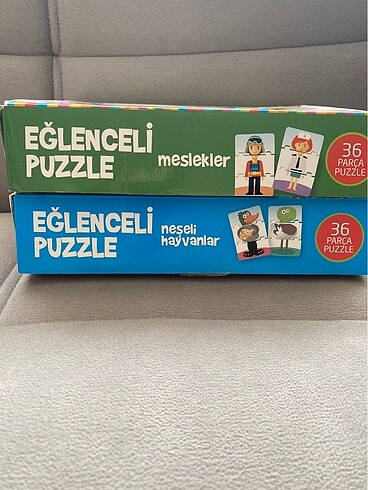 EĞLENCELİ
PUZZLE
meslekler
36
PARÇA
PUZZLE
EĞLENCELİ
PUZZLE
neşeli
hayvanlar
36
PARÇA
PUZZLE